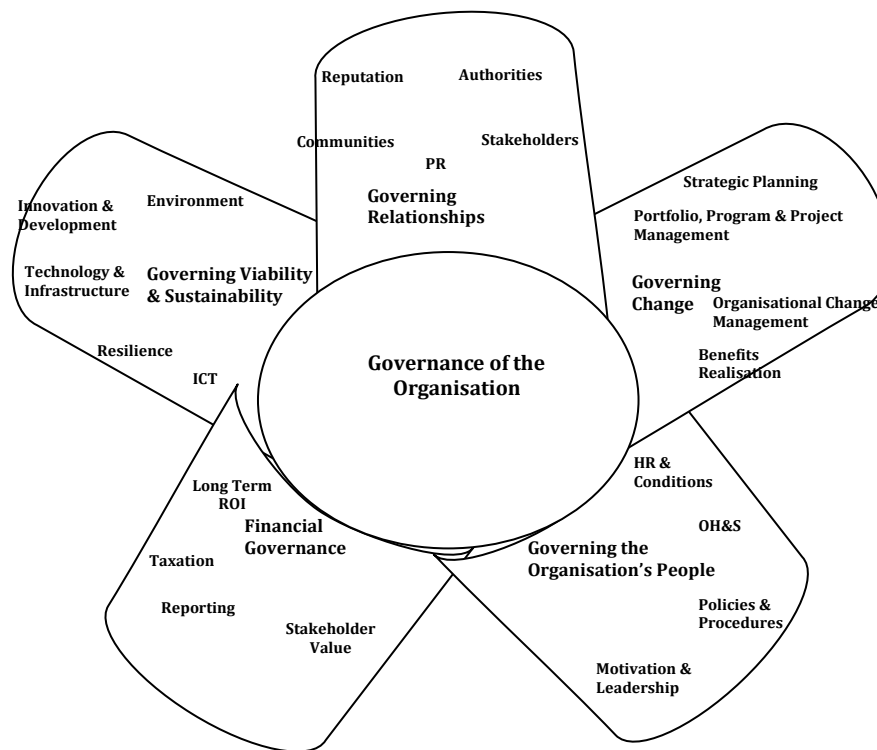 Reputation
Authorities
Communities
Stakeholders
PR
Governing
Relationships
Strategic Planning
Portfolio, Program & Project
Management
Governing
Change
Organisational Change
Management
Benefits
Realisation
Innovation &
Development
Environment
Technology &
Infrastructure
Governing Viability
& Sustainability
Resilience
ICT
Governance of the
Organisation
Long Term
ROI
Financial
Governance
Taxation
Reporting
Stakeholder
Value
HR &
Conditions
OH&S
Governing the
Organisation’s People
Policies &
Procedures
Motivation &
Leadership